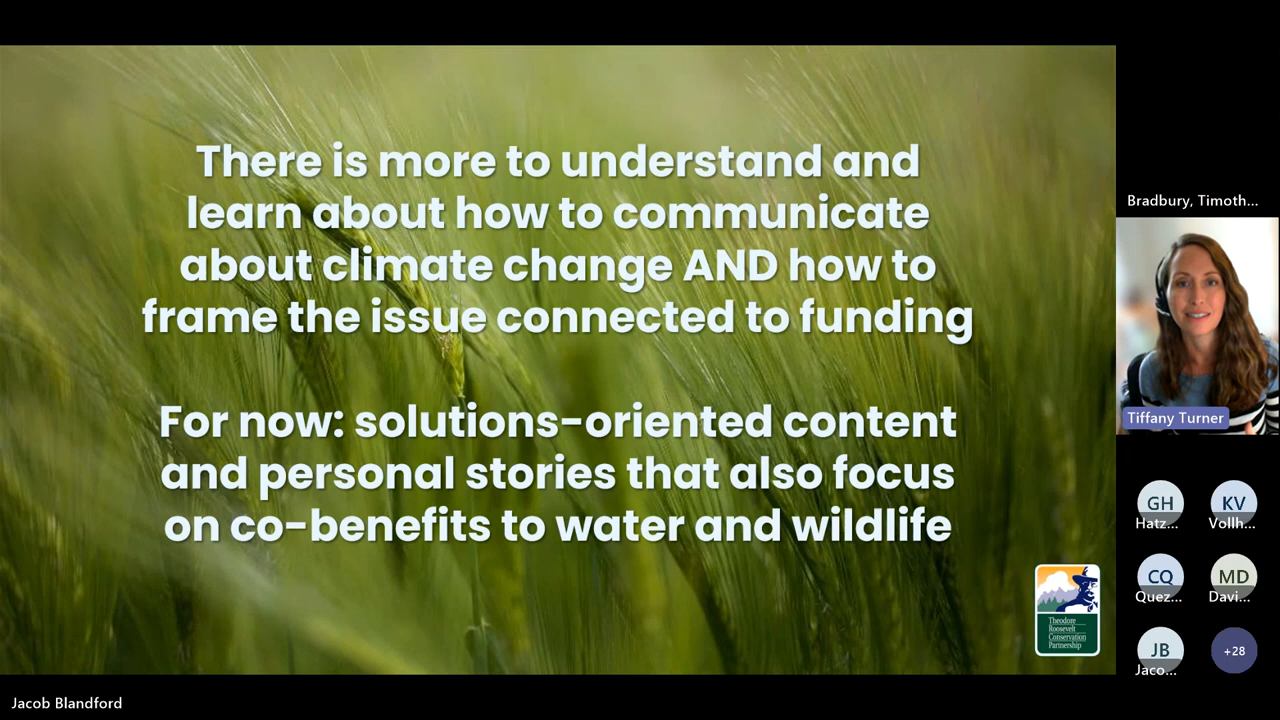 There is more to understand and
learn about how to communicate
about climate change AND how to
frame the issue connected to funding
For now: solutions-oriented content
and personal stories that also focus
on co-benefits to water and wildlife
Theodore
Roosevelt
Conservation
Partnership
Bradbury, Timoth...
Tiffany Turner
GH
Hatz...
KV
Vollh...
CQ
Quez...
MD
Davi...
JB
Jaco...
+28
Jacob Blandford